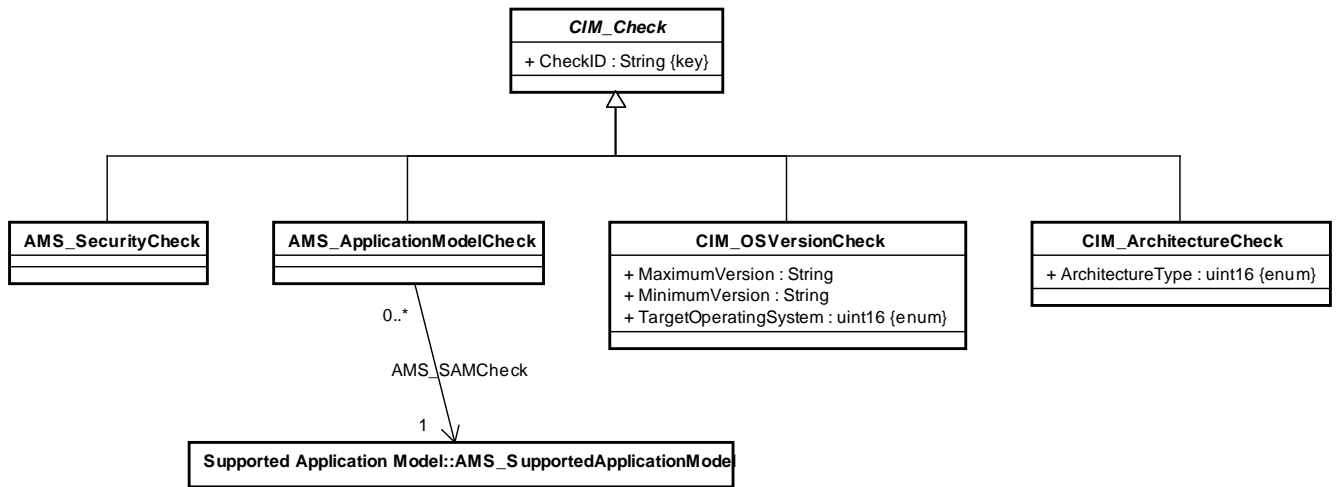 CIM_Check
+ CheckID : String {key}
AMS_SecurityCheck
AMS_ApplicationModelCheck
CIM_OSVersionCheck
+ MaximumVersion : String
+ MinimumVersion : String
+ TargetOperatingSystem : uint16 {enum}
CIM_ArchitectureCheck
+ ArchitectureType : uint16 {enum}
0..*
AMS_SAMCheck
1
Supported Application Model::AMS_SupportedApplicationModel